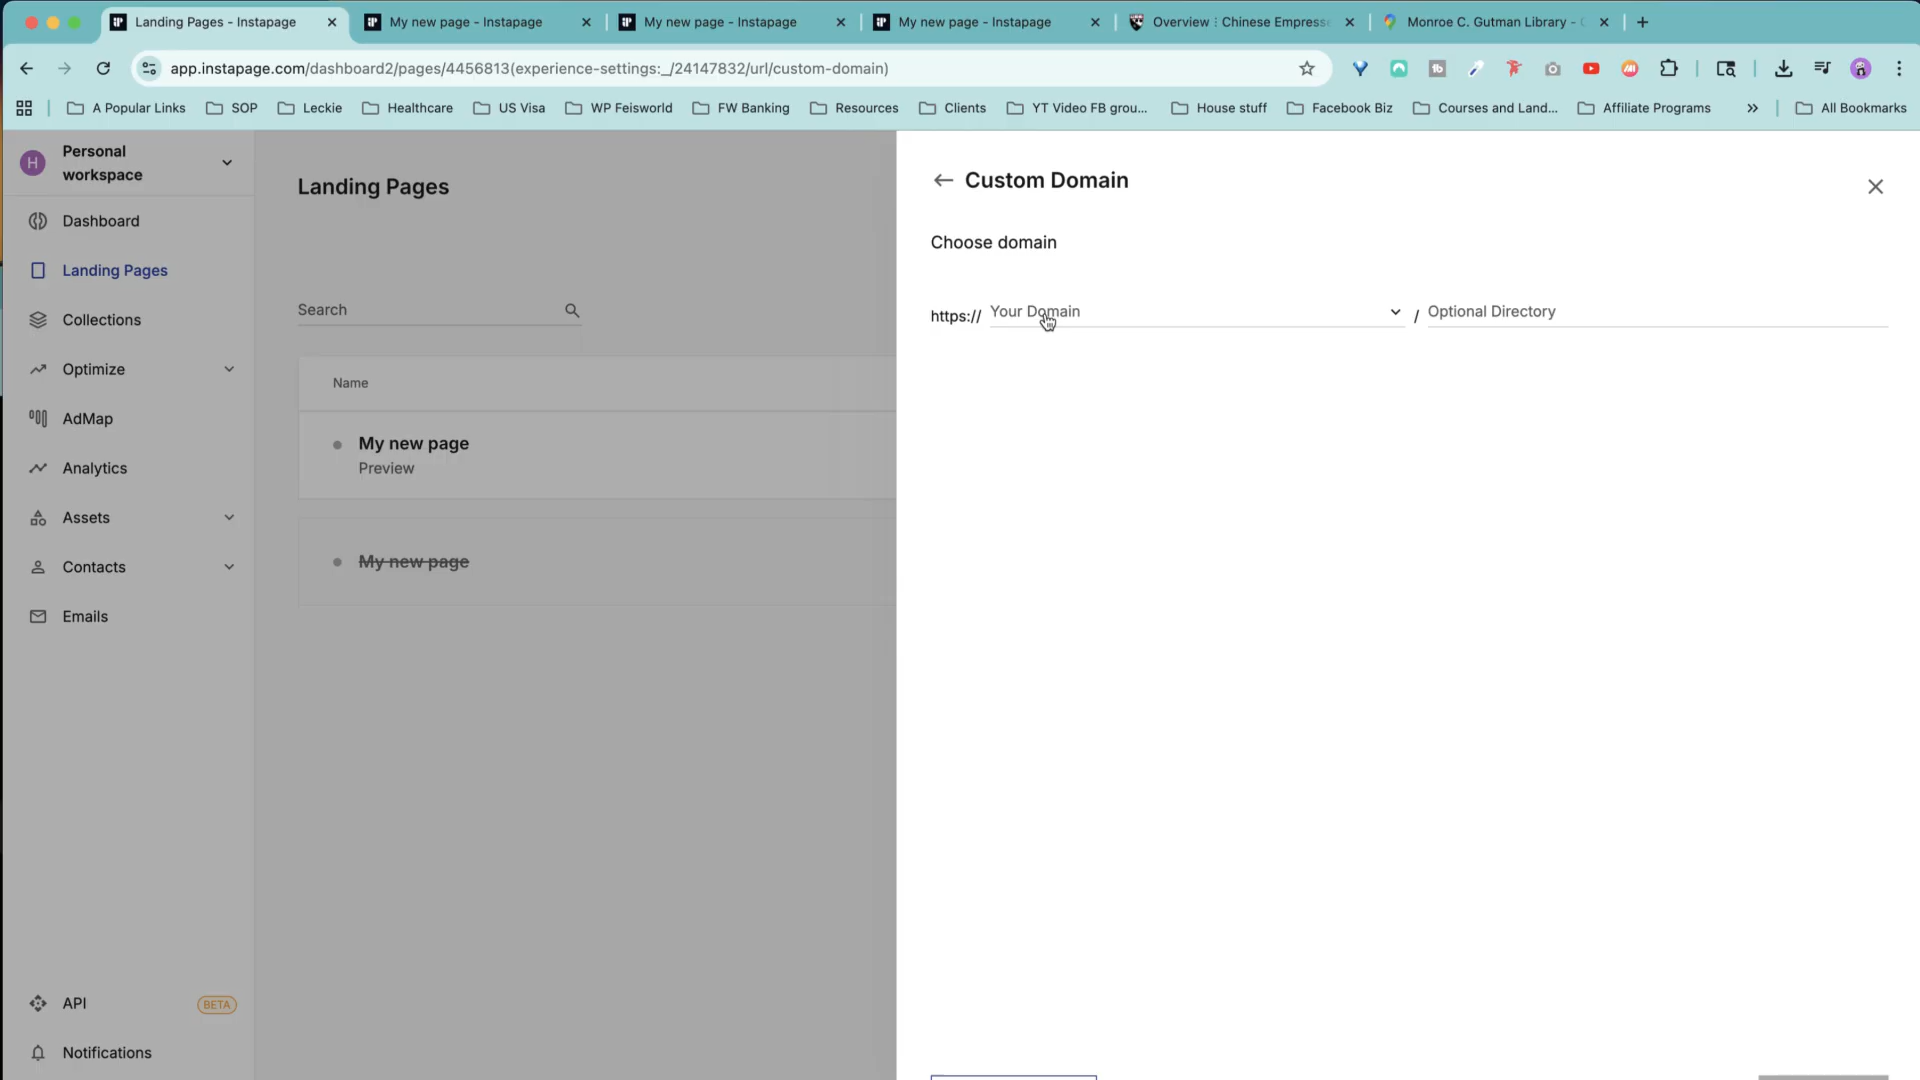 Landing Pages - Instapage
My new page - Instapage
My new page - Instapage
My new page - Instapage
Overview : Chinese Empresse
Monroe C. Gutman Library -
app.instapage.com/dashboard2/pages/4456813(experience-settings:_/24147832/url/custom-domain)
A Popular Links
SOP
Leckie
Healthcare
US Visa
WP Feisworld
FW Banking
Resources
Clients
YT Video FB grou...
House stuff
Facebook Biz
Courses and Land...
Affiliate Programs
All Bookmarks
H
Personal
workspace
Dashboard
Landing Pages
Collections
Optimize
AdMap
Analytics
Assets
Contacts
Emails
API
BETA
Notifications
Landing Pages
Search
Name
My new page
Preview
My new page
Custom Domain
Choose domain
https://
Your Domain
/
Optional Directory